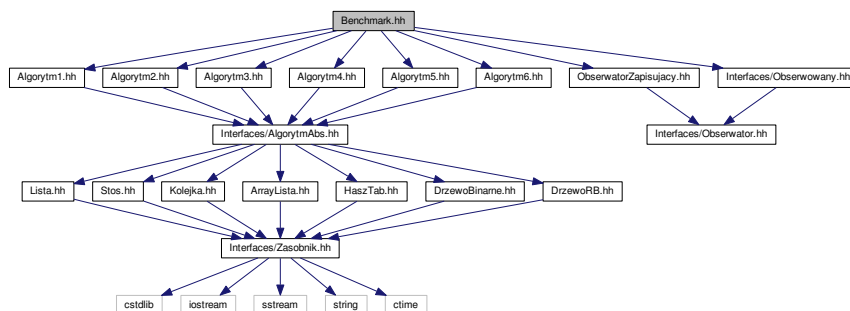 Benchmark.hh
Algorytm1.hh
Algorytm2.hh
Algorytm3.hh
Algorytm4.hh
Algorytm5.hh
Algorytm6.hh
ObserwatorZapisujacy.hh
Interfaces/Obserwowany.hh
Interfaces/AlgorytmAbs.hh
Interfaces/Obserwator.hh
Lista.hh
Stos.hh
Kolejka.hh
ArrayLista.hh
HaszTab.hh
DrzewoBinarne.hh
DrzewoRB.hh
Interfaces/Zasobnik.hh
cstdlib
iostream
sstream
string
ctime